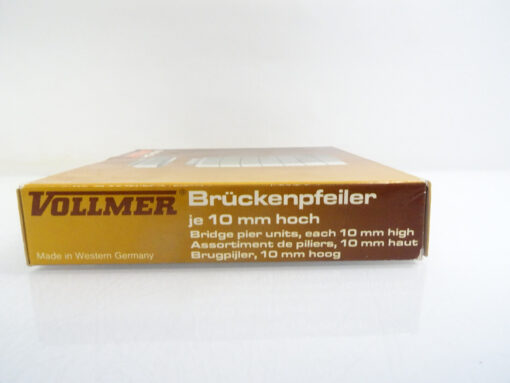 VOLLMER®
Brückenpfeiler
je 10 mm hoch
Bridge pier units, each 10 mm high
Assortiment de piliers, 10 mm haut
Brugpijler, 10 mm hoog
Made in Western Germany